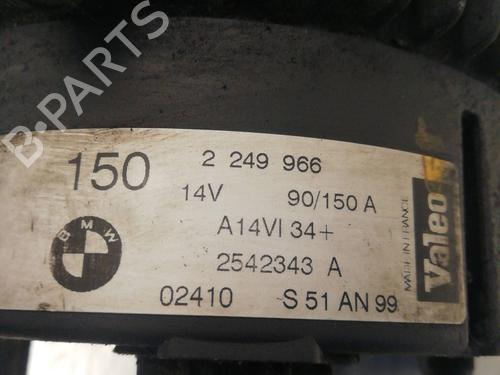 B-PARTS
150
2 249 966
14V 90/150 A
A14VI 34+
2542343 A
02410 S 51 AN 99
BMW
Valeo
MADE IN FRANCE